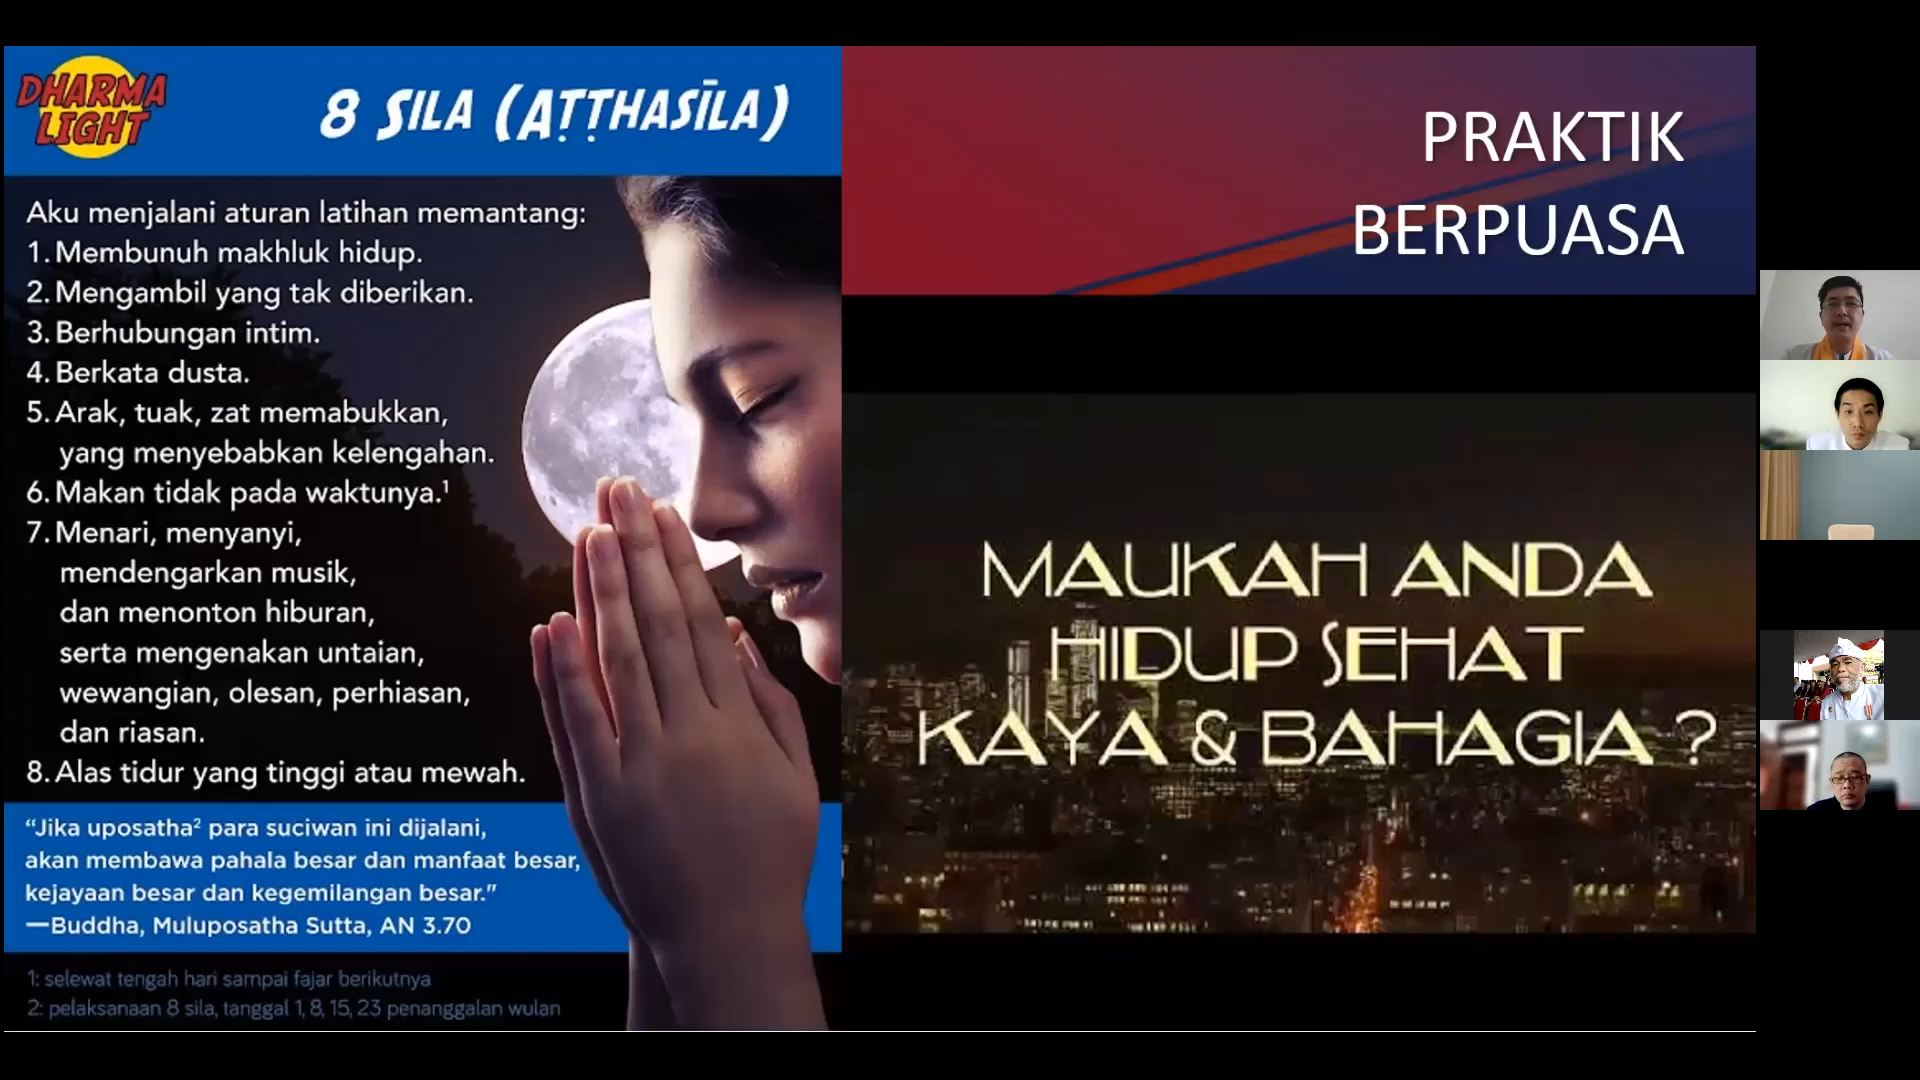 DHARMA
LIGHT
8 SILA (AṬṬHASĪLA)
Aku menjalani aturan latihan memantang:
1. Membunuh makhluk hidup.
2. Mengambil yang tak diberikan.
3. Berhubungan intim.
4. Berkata dusta.
5. Arak, tuak, zat memabukkan,
yang menyebabkan kelengahan.
6. Makan tidak pada waktunya.¹
7. Menari, menyanyi,
mendengarkan musik,
dan menonton hiburan,
serta mengenakan untaian,
wewangian, olesan, perhiasan,
dan riasan.
8. Alas tidur yang tinggi atau mewah.
“Jika uposatha² para suciwan ini dijalani,
akan membawa pahala besar dan manfaat besar,
kejayaan besar dan kegemilangan besar.”
—Buddha, Muluposatha Sutta, AN 3.70
1: selewat tengah hari sampai fajar berikutnya
2: pelaksanaan 8 sila, tanggal 1, 8, 15, 23 penanggalan wulan
PRAKTIK
BERPUASA
MAUKAH ANDA
HIDUP SEHAT
KAYA & BAHAGIA ?